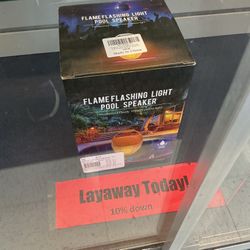 FLAME FLASHING LIGHT
POOL SPEAKER
FLAME FLASHING LIGHT
POOL SPEAKER
Layaway Today!
10% down